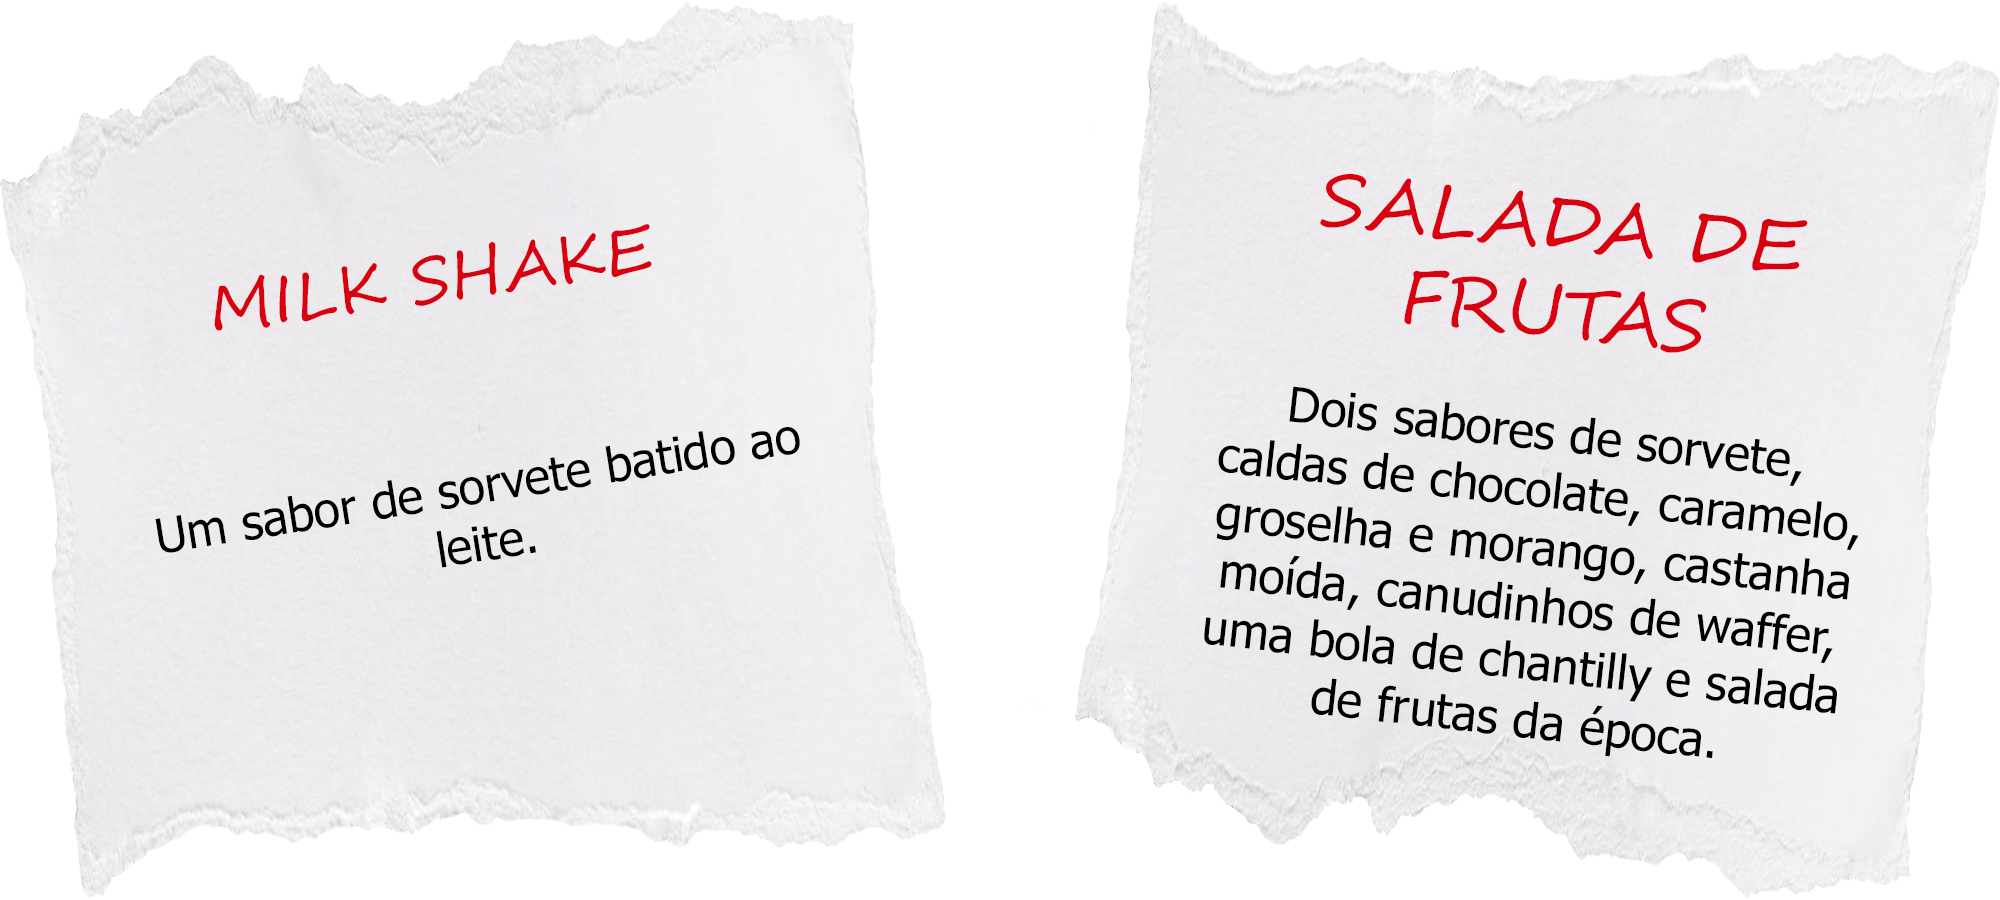 MILK SHAKE
Um sabor de sorvete batido ao
leite.
SALADA DE
FRUTAS
Dois sabores de sorvete,
caldas de chocolate, caramelo,
groselha e morango, castanha
moída, canudinhos de waffer,
uma bola de chantilly e salada
de frutas da época.